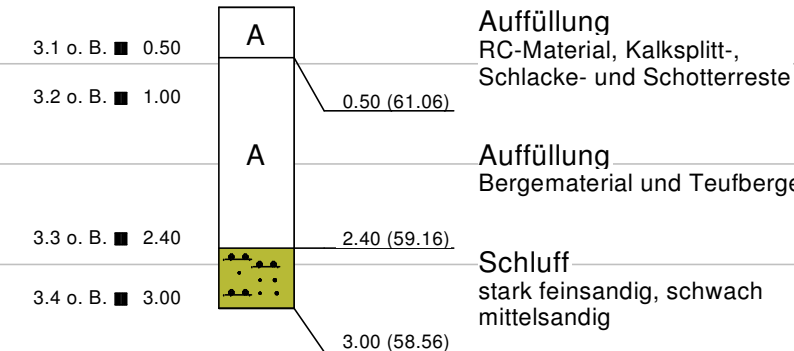 Auffüllung
A
3.1 o. B. 0.50
RC-Material, Kalksplitt-,
Schlacke- und Schotterreste
3.2 o. B. 1.00
0.50 (61.06)
A
Auffüllung
Bergematerial und Teufberge
3.3 o. B. 2.40
2.40 (59.16)
Schluff
3.4 o. B. 3.00
stark feinsandig, schwach
mittelsandig
3.00 (58.56)